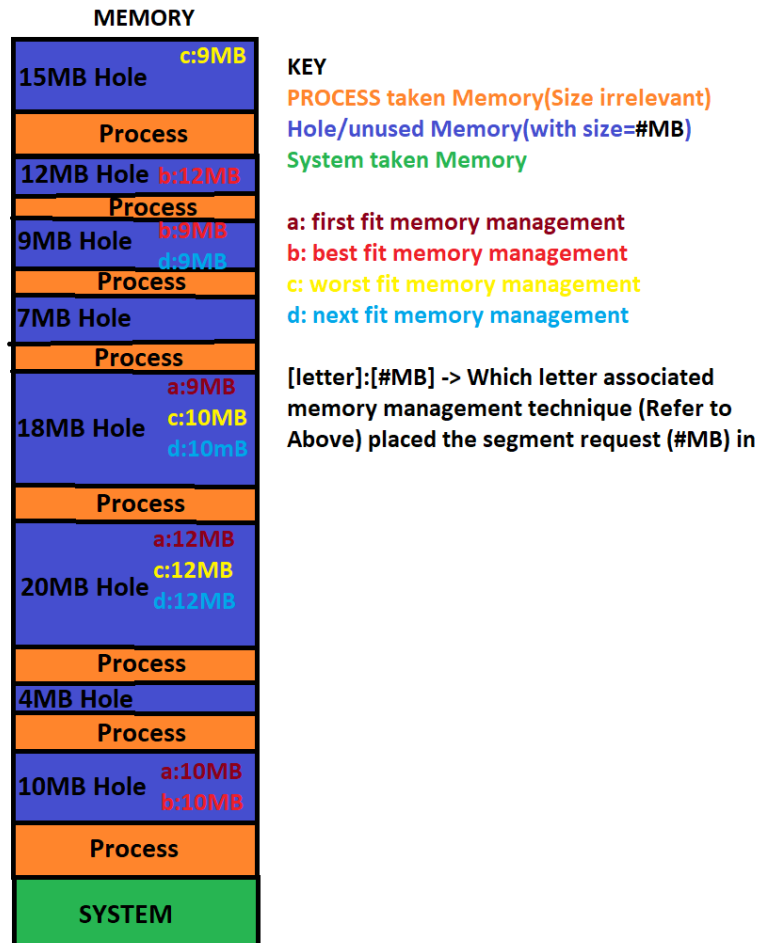 MEMORY
c:9MB
15MB Hole
Process
12MB Hole b:12MB
Process
9MB Hole b:9MB
d:9MB
Process
7MB Hole
Process
a:9MB
18MB Hole c:10MB
d:10mB
Process
a:12MB
c:12MB
20MB Hole d:12MB
Process
4MB Hole
Process
10MB Hole a:10MB
b:10MB
Process
SYSTEM
KEY
PROCESS taken Memory(Size irrelevant)
Hole/unused Memory(with size=#MB)
System taken Memory
a: first fit memory management
b: best fit memory management
c: worst fit memory management
d: next fit memory management
[letter]:[#MB] -> Which letter associated
memory management technique (Refer to
Above) placed the segment request (#MB) in